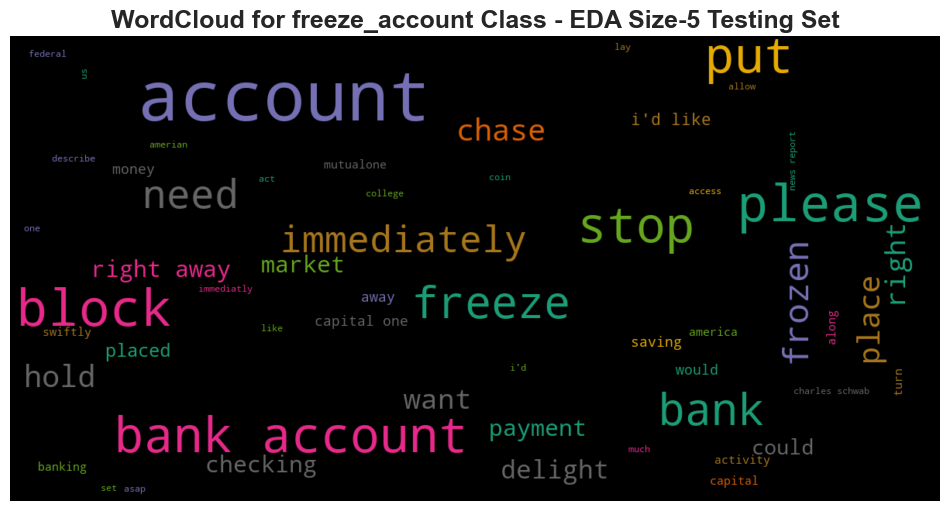 WordCloud for freeze_account Class - EDA Size-5 Testing Set
federal
us
account
lay
put
allow
chase
i'd like
amerian
describe
money
mutualone
news report
act
coin
college
access
need
please
one
stop
immediately
right
market
right away
frozen
immediatly
away
block
freeze
place
capital one
like
swiftly
along
america
saving
placed
i'd
would
hold
turn
charles schwab
want
bank
bank account
payment
could
much
checking
delight
banking
activity
capital
set
asap